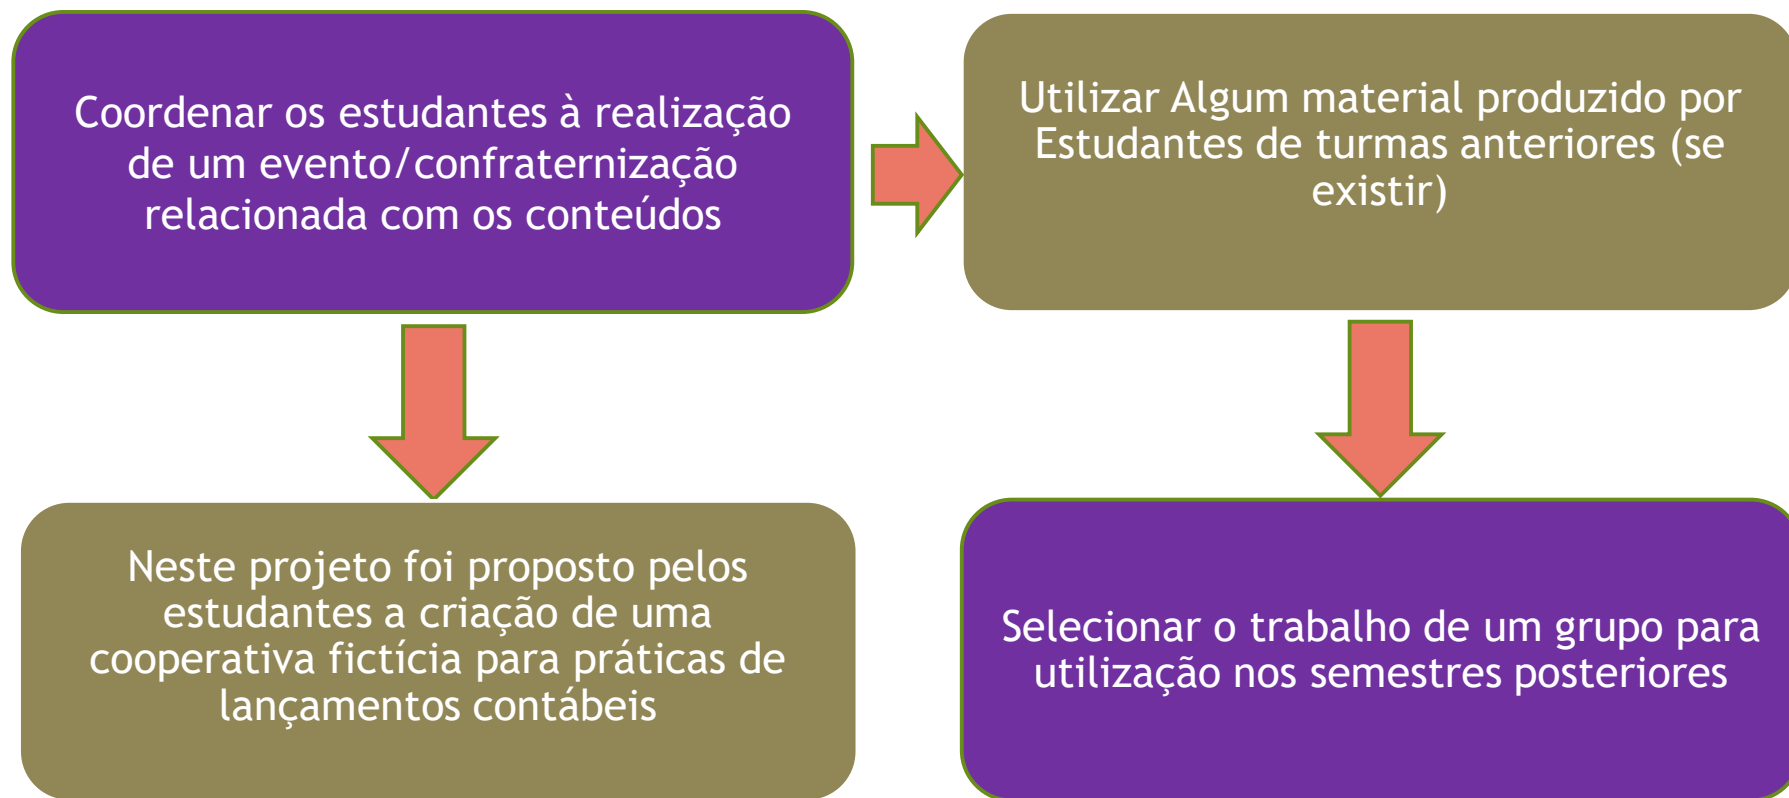 Coordenar os estudantes à realização
de um evento/confraternização
relacionada com os conteúdos
Utilizar Algum material produzido por
Estudantes de turmas anteriores (se
existir)
Neste projeto foi proposto pelos
estudantes a criação de uma
cooperativa fictícia para práticas de
lançamentos contábeis
Selecionar o trabalho de um grupo para
utilização nos semestres posteriores